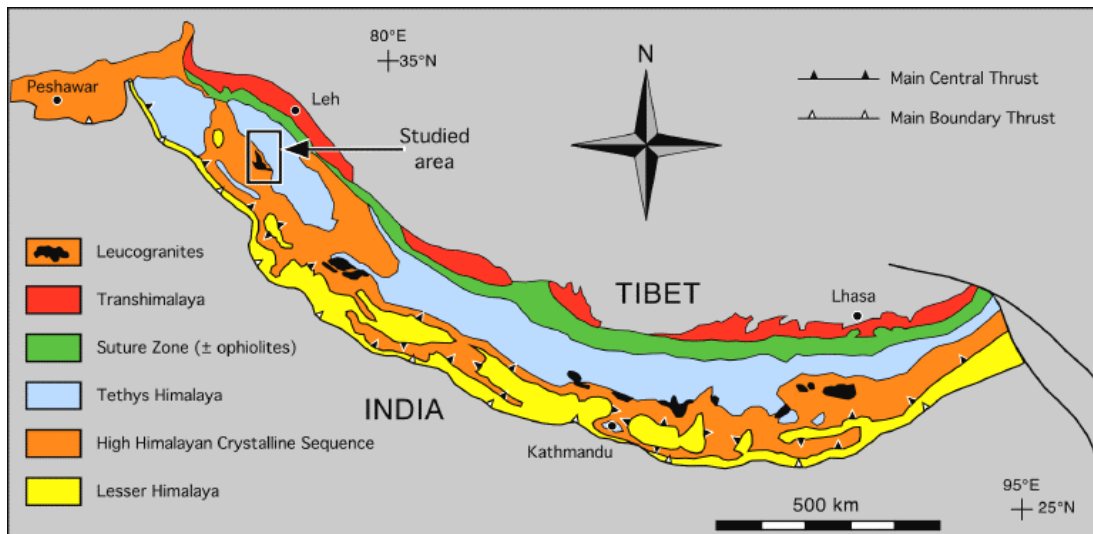 80°E
35°N
Peshawar
Leh
Studied
area
N
Main Central Thrust
Main Boundary Thrust
Leucogranites
Transhimalaya
Suture Zone (± ophiolites)
Tethys Himalaya
High Himalayan Crystalline Sequence
Lesser Himalaya
TIBET
Lhasa
INDIA
Kathmandu
500 km
95°E
25°N